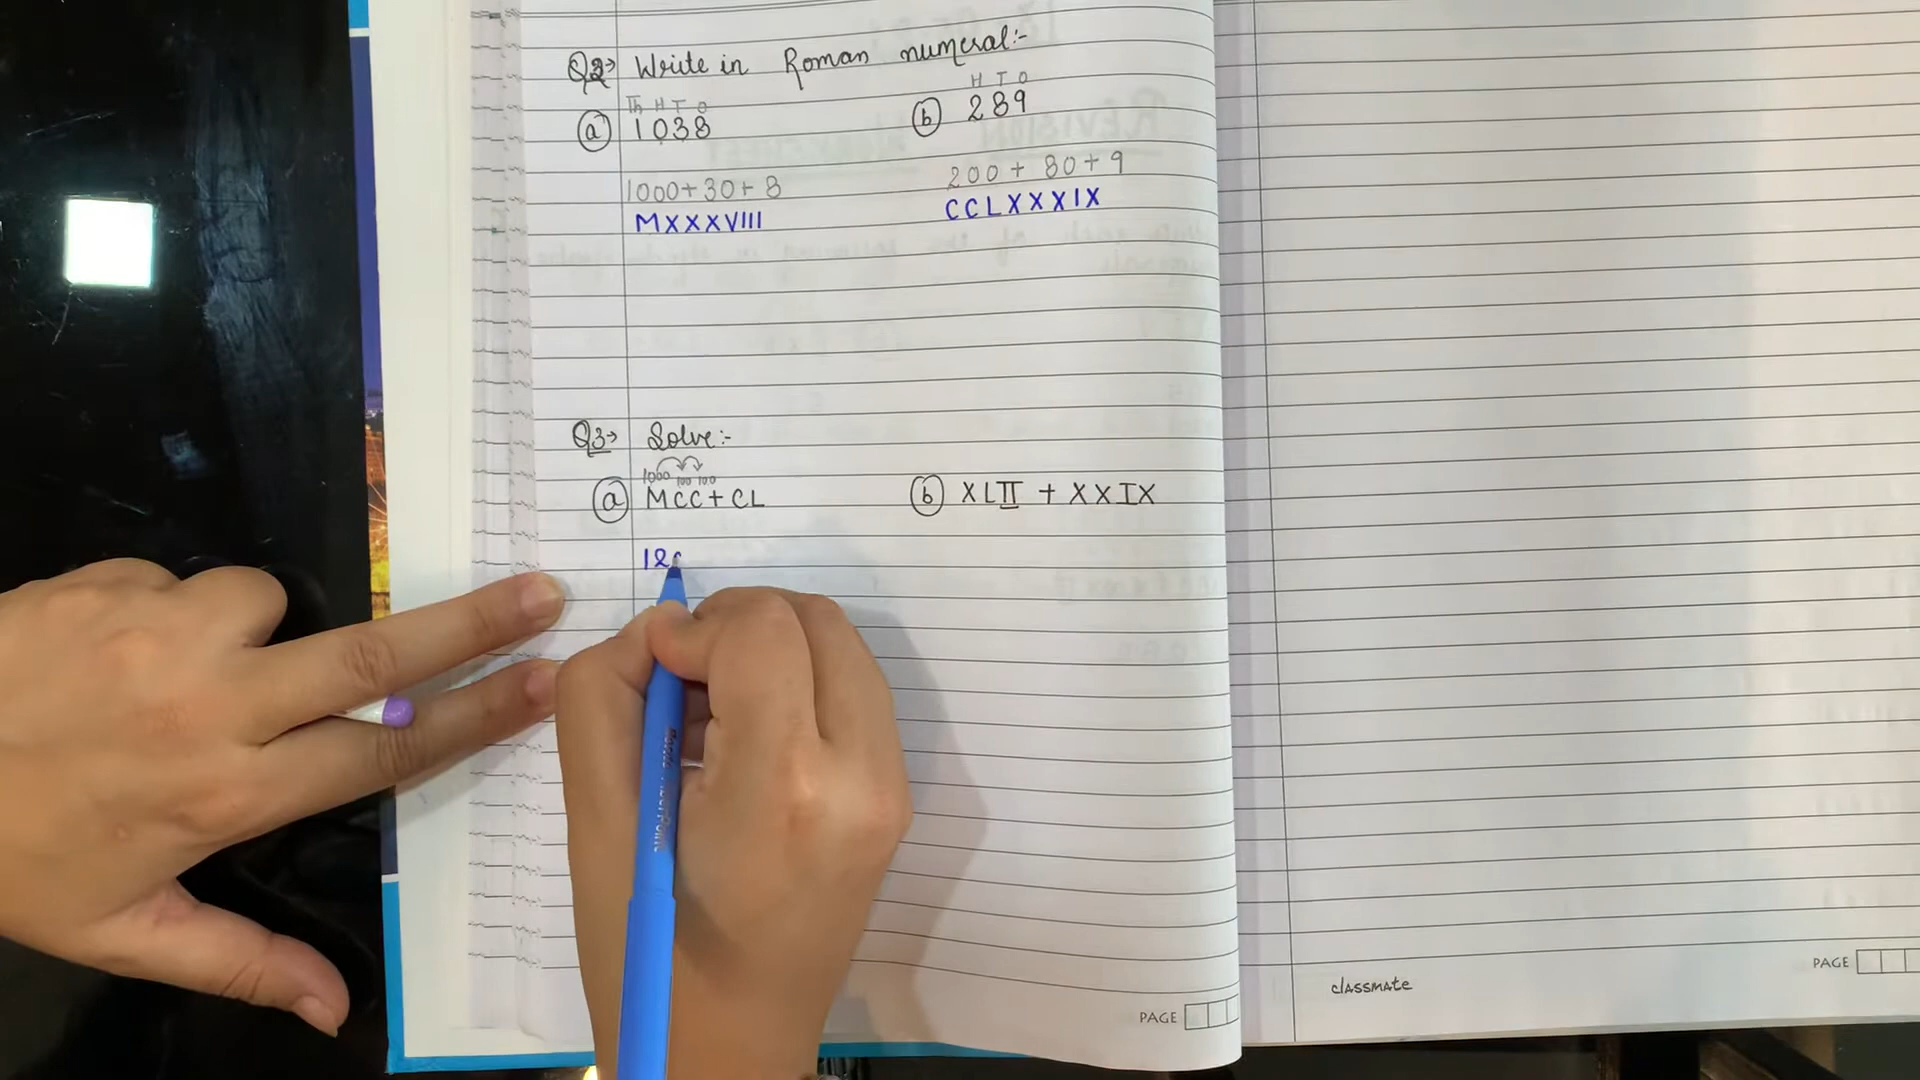 Q2→ Write in Roman numeral:-
Th H T O
H T O
(a) 1038
(b) 289
1000+30+8
200 + 80 + 9
MXXXVIII
CCLXXXIX
Q3→ Solve:-
1000 100 100
(a) MCC+CL
(b) XLII + XXIX
12
PAGE
classmate
PAGE